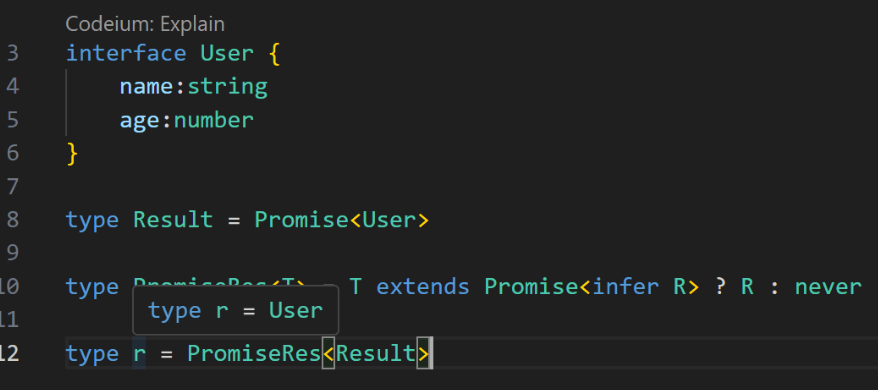 Codeium: Explain
3 interface User {
4 name:string
5 age:number
6 }
7
8 type Result = Promise<User>
9
10 type PromiseRes<T> = T extends Promise<infer R> ? R : never
type r = User
11
12 type r = PromiseRes<Result>